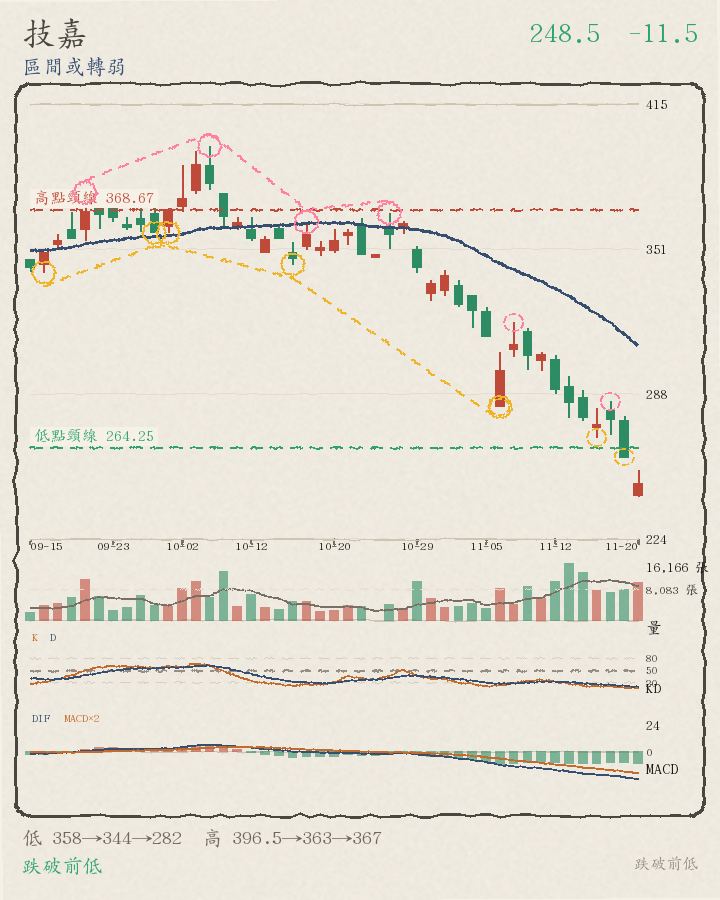 技嘉
248.5 -11.5
區間或轉弱
415
高點頸線 368.67
351
288
低點頸線 264.25
224
09-15 09-23 10-02 10-12 10-20 10-29 11-05 11-12 11-20
16,166 張
8,083 張
量
K D
80
50
20
KD
DIF MACD×2
24
0
MACD
低 358→344→282 高 396.5→363→367
跌破前低
跌破前低